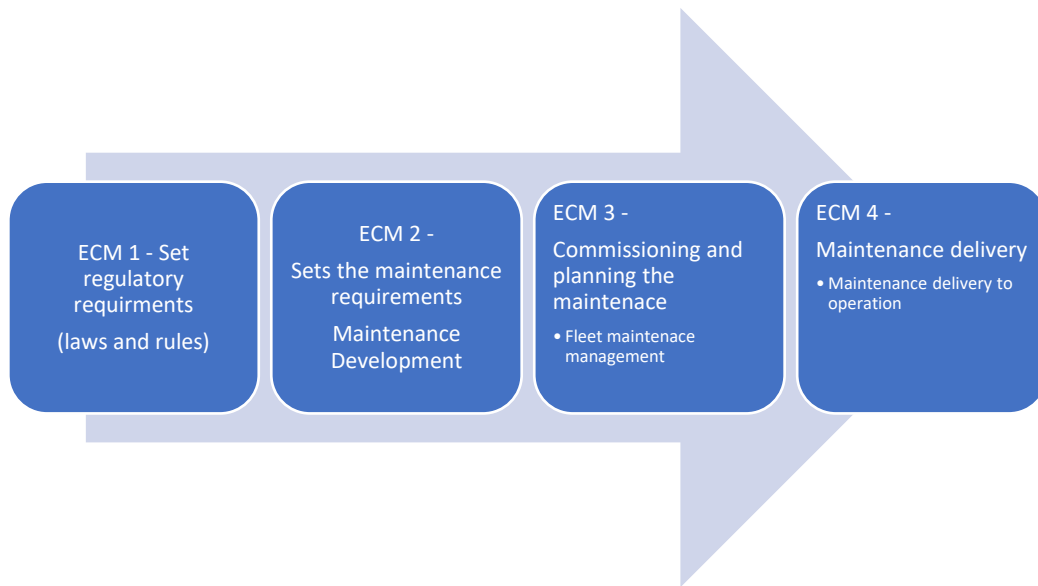 ECM 1 - Set
regulatory
requirments
(laws and rules)
ECM 2 -
Sets the maintenance
requirements
Maintenance
Development
ECM 3 -
Commissioning and
planning the
maintenace
• Fleet maintenace
management
ECM 4 -
Maintenance delivery
• Maintenance delivery to
operation